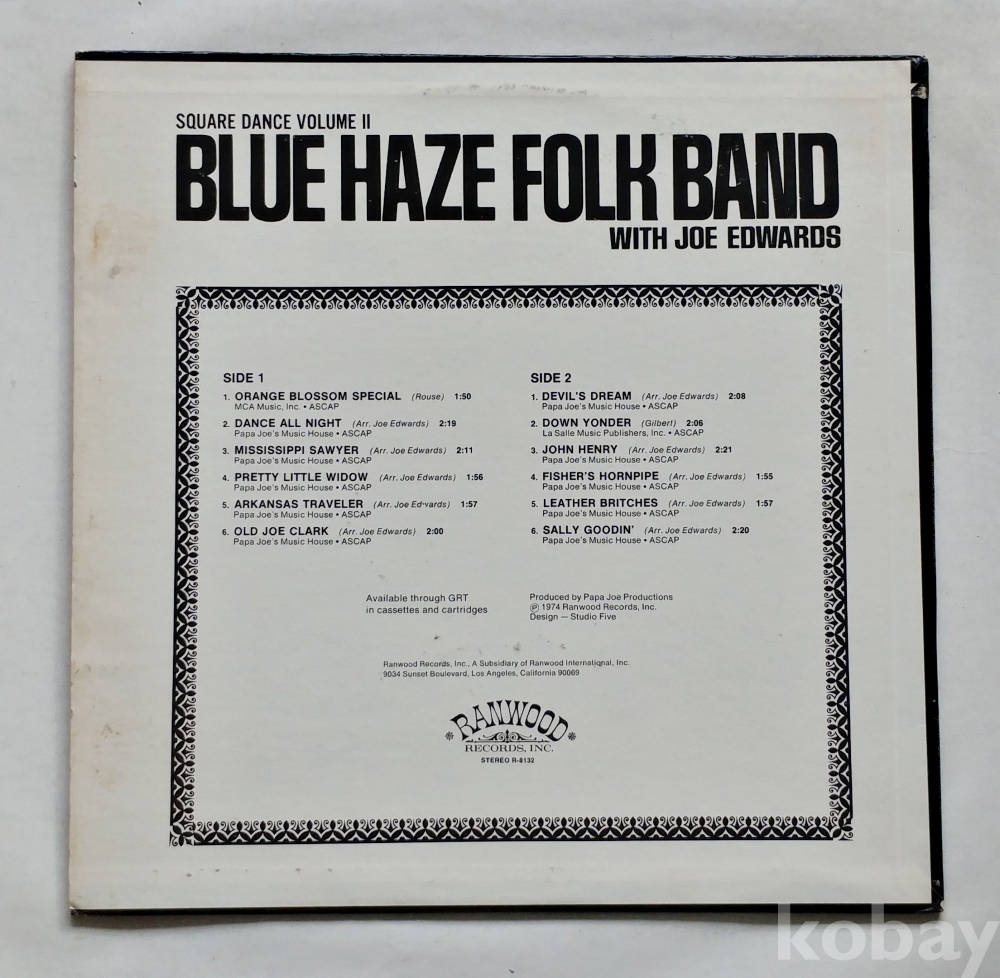 SQUARE DANCE VOLUME II
BLUE HAZE FOLK BAND
WITH JOE EDWARDS
SIDE 1
1. ORANGE BLOSSOM SPECIAL (Rouse) 1:50
MCA Music, Inc. • ASCAP
2. DANCE ALL NIGHT (Arr. Joe Edwards) 2:19
Papa Joe's Music House • ASCAP
3. MISSISSIPPI SAWYER (Arr. Joe Edwards) 2:11
Papa Joe's Music House • ASCAP
4. PRETTY LITTLE WIDOW (Arr. Joe Edwards) 1:56
Papa Joe's Music House • ASCAP
5. ARKANSAS TRAVELER (Arr. Joe Edwards) 1:57
Papa Joe's Music House • ASCAP
6. OLD JOE CLARK (Arr. Joe Edwards) 2:00
Papa Joe's Music House • ASCAP
SIDE 2
1. DEVIL'S DREAM (Arr. Joe Edwards) 2:08
Papa Joe's Music House • ASCAP
2. DOWN YONDER (Gilbert) 2:06
La Salle Music Publishers, Inc. • ASCAP
3. JOHN HENRY (Arr. Joe Edwards) 2:21
Papa Joe's Music House • ASCAP
4. FISHER'S HORNPIPE (Arr. Joe Edwards) 1:55
Papa Joe's Music House • ASCAP
5. LEATHER BRITCHES (Arr. Joe Edwards) 1:57
Papa Joe's Music House • ASCAP
6. SALLY GOODIN' (Arr. Joe Edwards) 2:20
Papa Joe's Music House • ASCAP
Available through GRT
in cassettes and cartridges
Produced by Papa Joe Productions
℗ 1974 Ranwood Records, Inc.
Design — Studio Five
Ranwood Records, Inc., A Subsidiary of Ranwood International, Inc.
9034 Sunset Boulevard, Los Angeles, California 90069
RANWOOD
RECORDS, INC.
STEREO R-8132
kobay